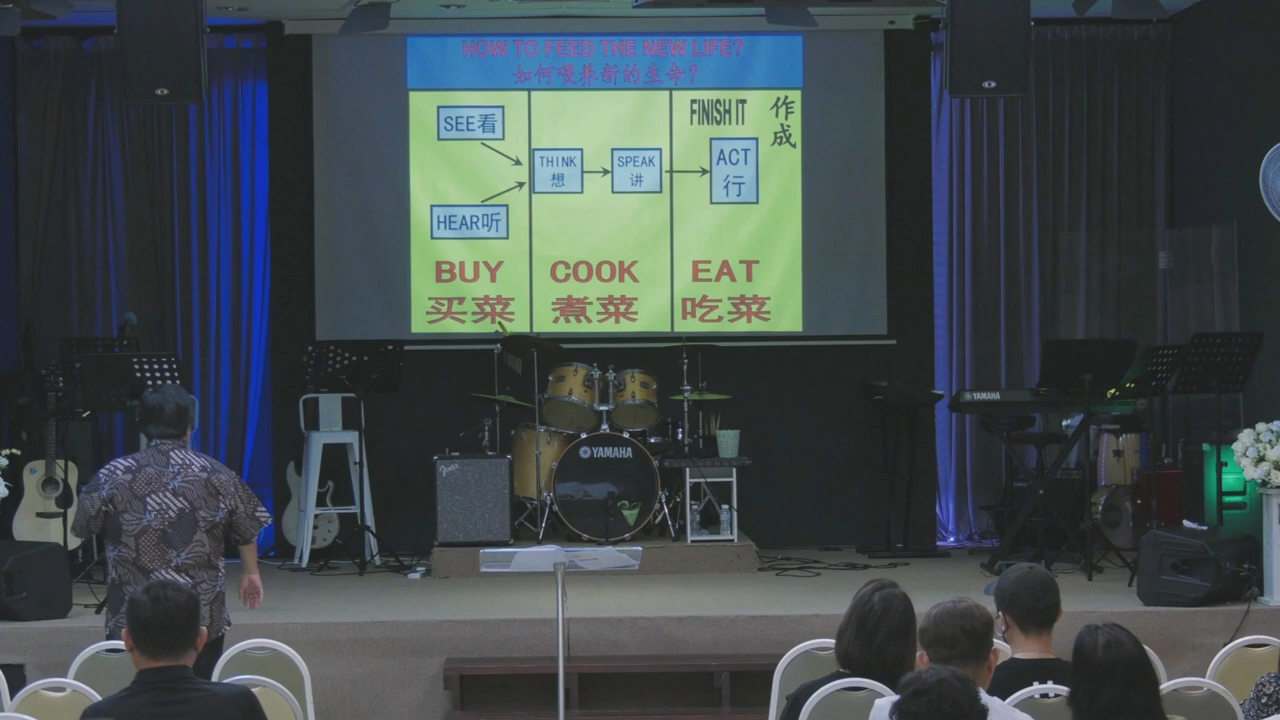 HOW TO FEED THE NEW LIFE?
如何喂养新的生命?
SEE看
HEAR听
BUY
买菜
THINK
想
SPEAK
讲
COOK
煮菜
FINISH IT
作成
ACT
行
EAT
吃菜
YAMAHA
YAMAHA
Fender